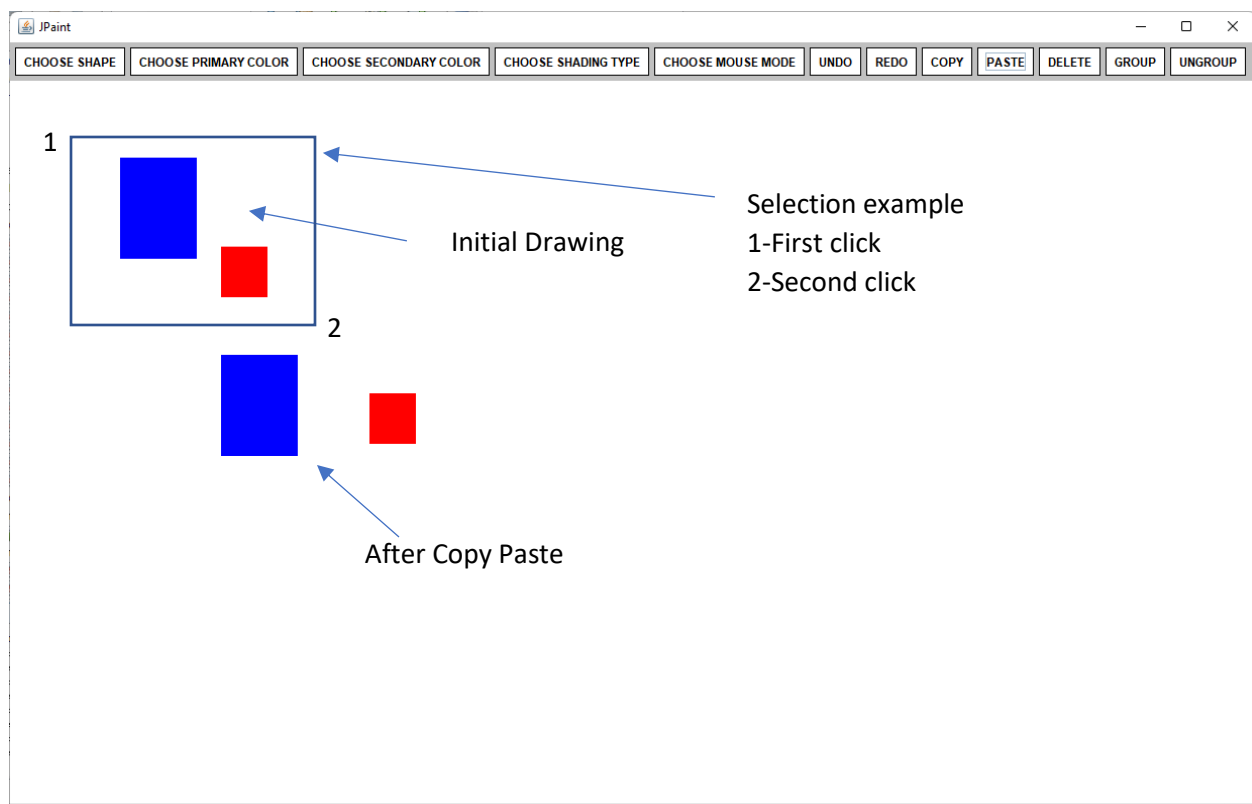 JPaint
CHOOSE SHAPE CHOOSE PRIMARY COLOR CHOOSE SECONDARY COLOR CHOOSE SHADING TYPE CHOOSE MOUSE MODE UNDO REDO COPY PASTE DELETE GROUP UNGROUP
1
Selection example
Initial Drawing
1-First click
2-Second click
2
After Copy Paste